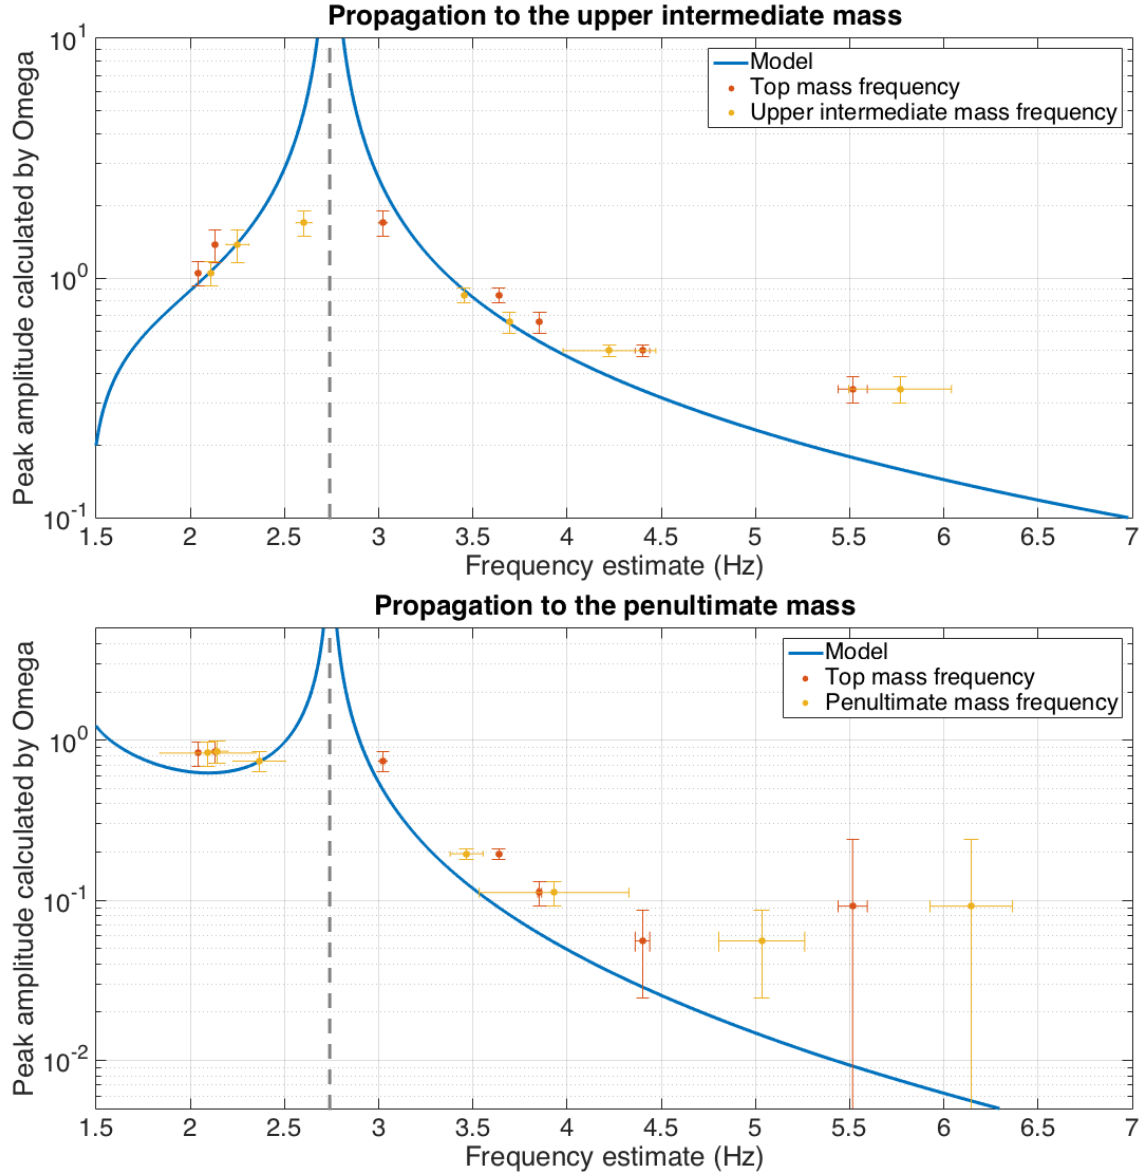 Propagation to the upper intermediate mass
Peak amplitude calculated by Omega
10^1
10^0
10^-1
Model
Top mass frequency
Upper intermediate mass frequency
1.5 2 2.5 3 3.5 4 4.5 5 5.5 6 6.5 7
Frequency estimate (Hz)
Propagation to the penultimate mass
Peak amplitude calculated by Omega
10^0
10^-1
10^-2
Model
Top mass frequency
Penultimate mass frequency
1.5 2 2.5 3 3.5 4 4.5 5 5.5 6 6.5 7
Frequency estimate (Hz)